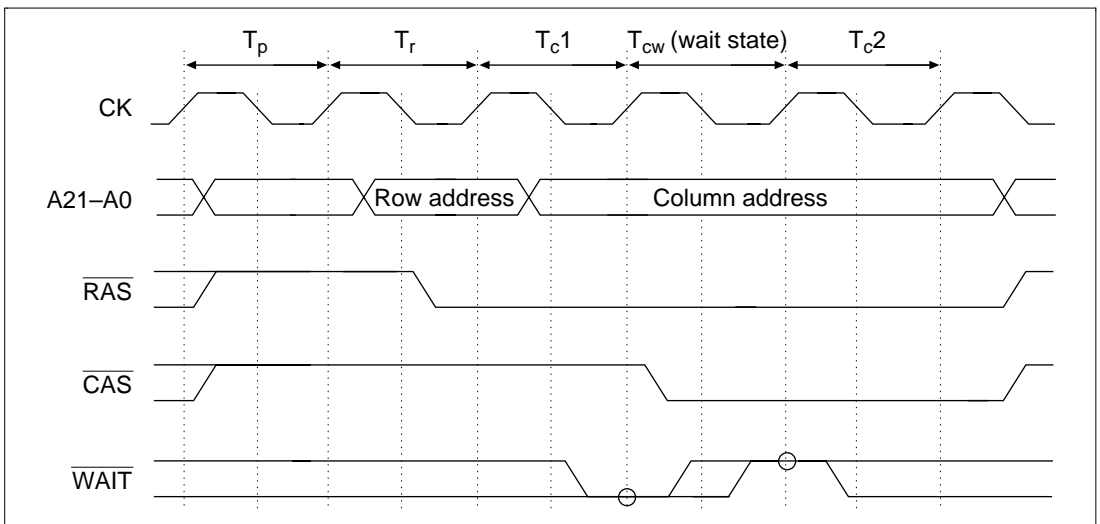 Tp Tr Tc1 Tcw (wait state) Tc2
CK
A21–A0 Row address Column address
RAS
CAS
WAIT